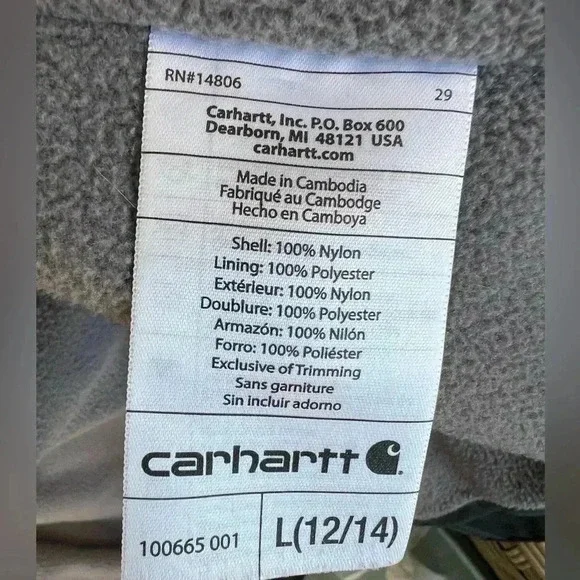 RN#14806 29
Carhartt, Inc. P.O. Box 600
Dearborn, MI 48121 USA
carhartt.com
Made in Cambodia
Fabriqué au Cambodge
Hecho en Camboya
Shell: 100% Nylon
Lining: 100% Polyester
Extérieur: 100% Nylon
Doublure: 100% Polyester
Armazón: 100% Nilón
Forro: 100% Poliéster
Exclusive of Trimming
Sans garniture
Sin incluir adorno
carhartt
100665 001 L(12/14)